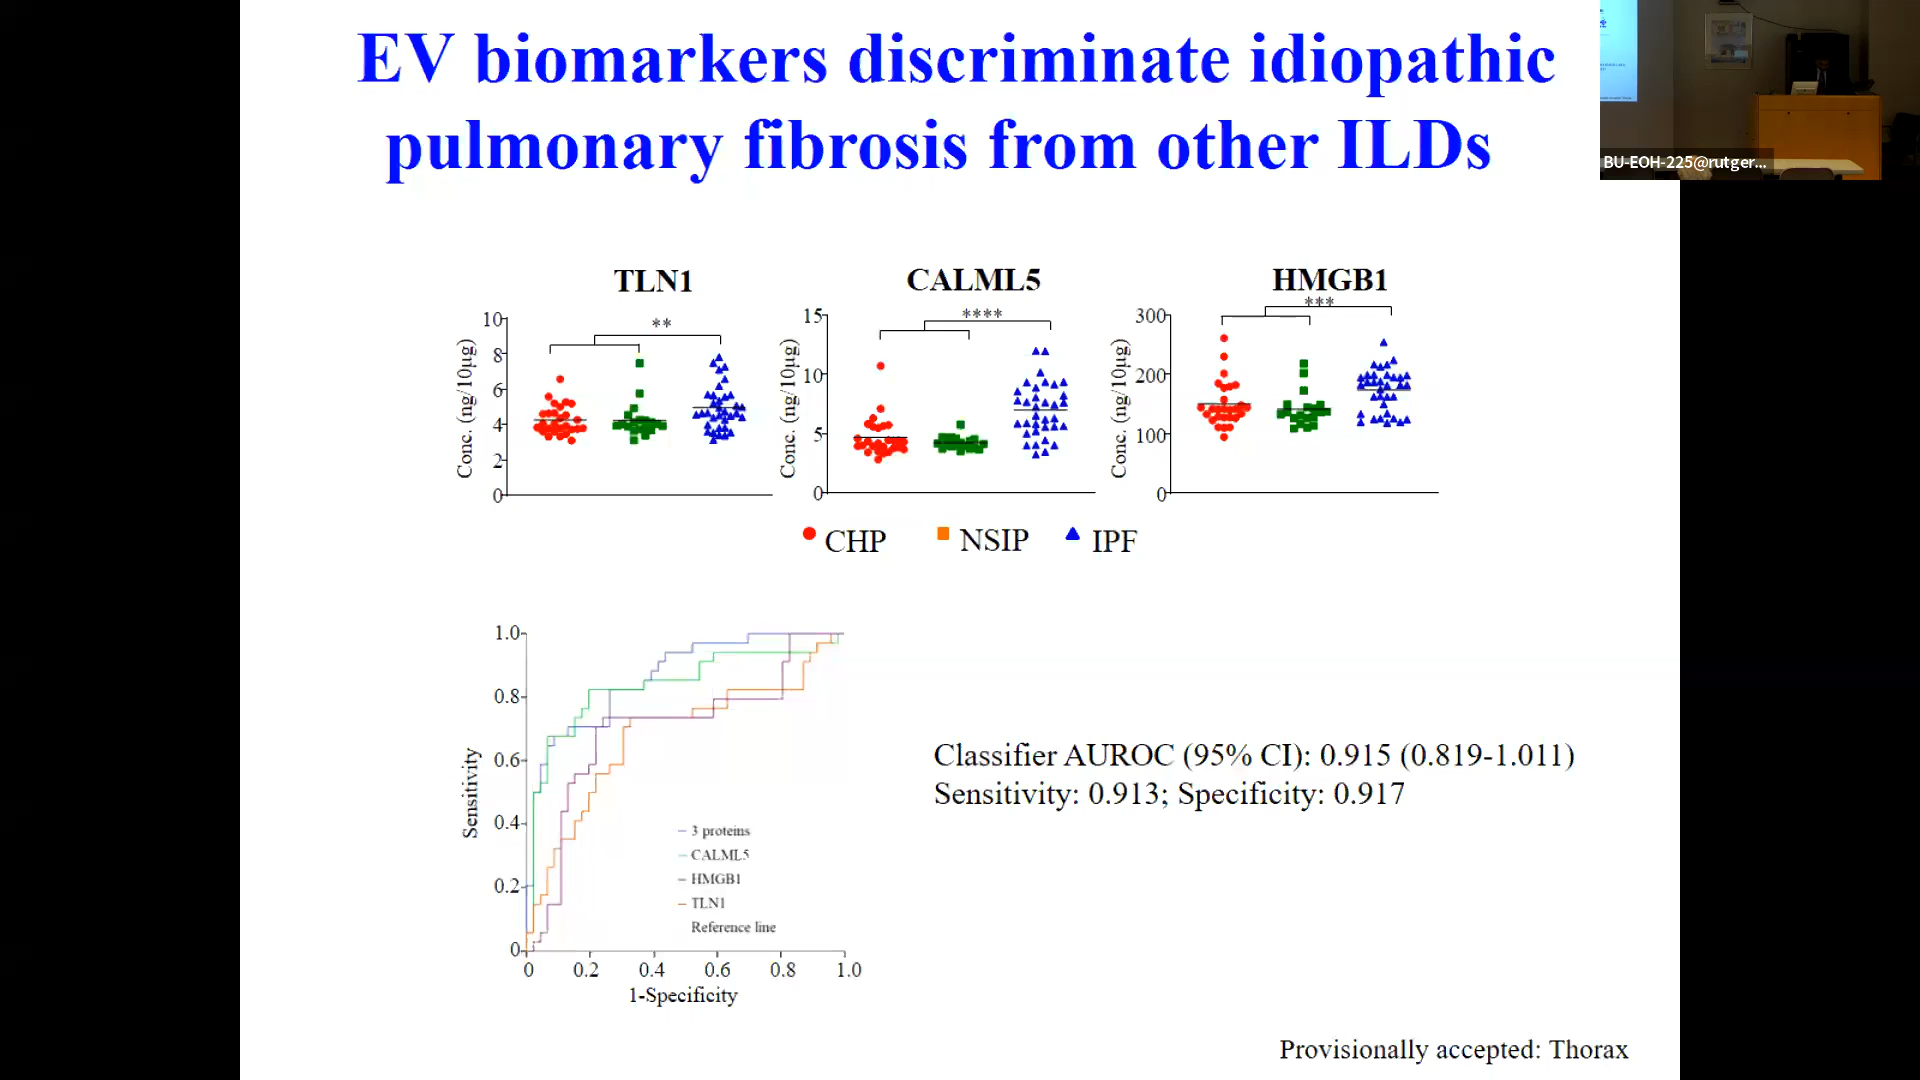 EV biomarkers discriminate idiopathic
pulmonary fibrosis from other ILDs
BU-EOH-225@rutger...
TLN1
CALML5
HMGB1
**
****
***
Conc. (ng/10µg)
10
8
6
4
2
0
Conc. (ng/10µg)
15
10
5
0
Conc. (ng/10µg)
300
200
100
0
CHP
NSIP
IPF
Sensitivity
1.0
0.8
0.6
0.4
0.2
0
0 0.2 0.4 0.6 0.8 1.0
1-Specificity
3 proteins
CALML5
HMGB1
TLN1
Reference line
Classifier AUROC (95% CI): 0.915 (0.819-1.011)
Sensitivity: 0.913; Specificity: 0.917
Provisionally accepted: Thorax